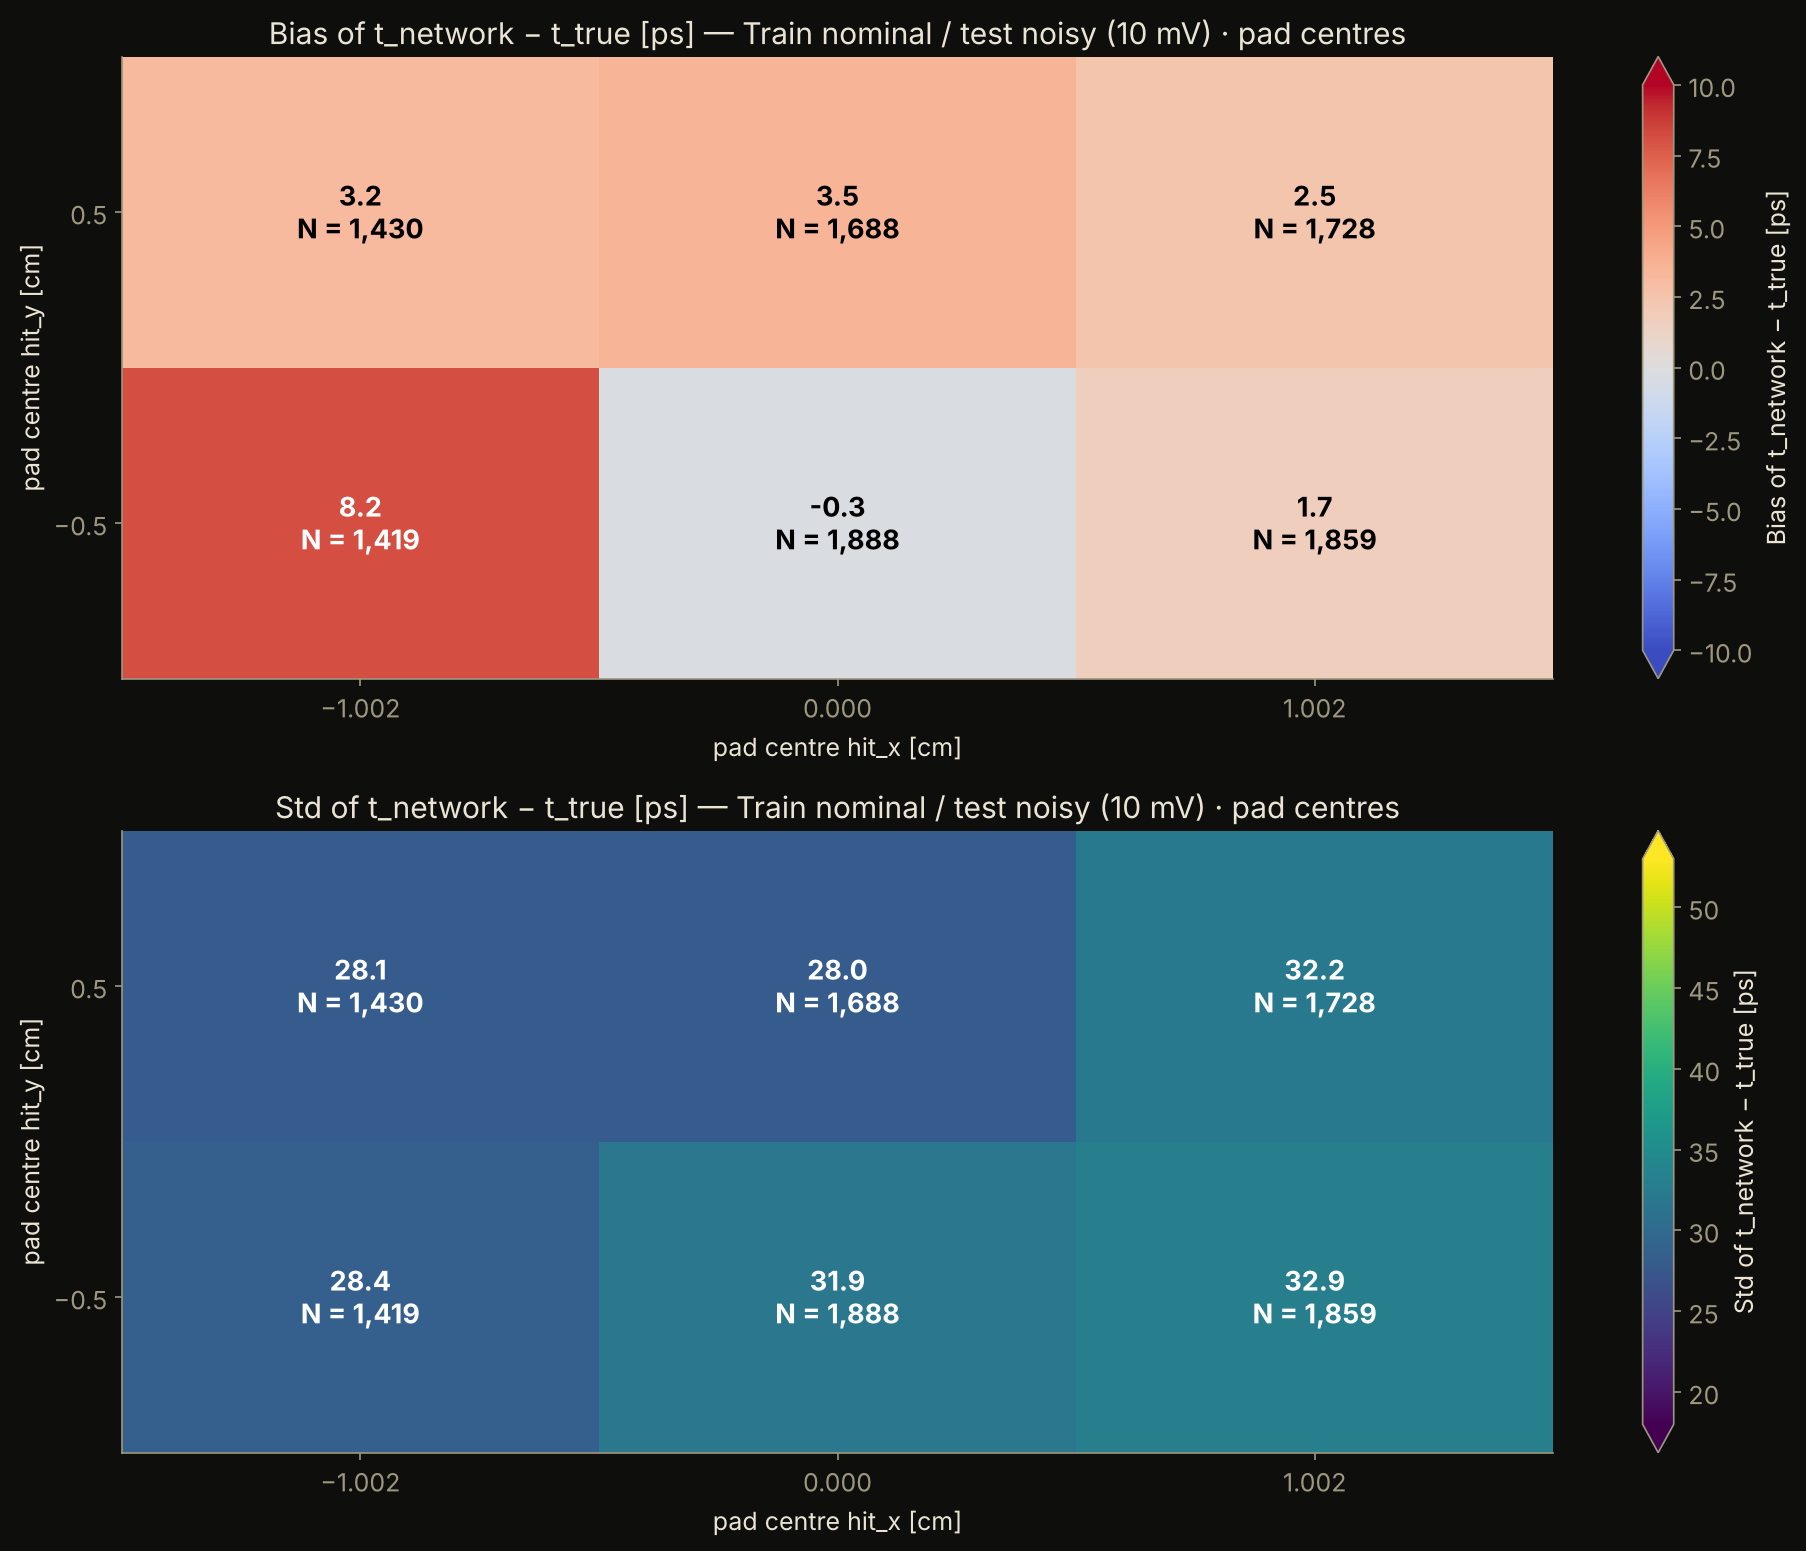 Bias of t_network − t_true [ps] — Train nominal / test noisy (10 mV) · pad centres
pad centre hit_y [cm]
0.5
−0.5
3.2
N = 1,430
3.5
N = 1,688
2.5
N = 1,728
8.2
N = 1,419
-0.3
N = 1,888
1.7
N = 1,859
−1.002
0.000
1.002
pad centre hit_x [cm]
10.0
7.5
5.0
2.5
0.0
−2.5
−5.0
−7.5
−10.0
Bias of t_network − t_true [ps]
Std of t_network − t_true [ps] — Train nominal / test noisy (10 mV) · pad centres
pad centre hit_y [cm]
0.5
−0.5
28.1
N = 1,430
28.0
N = 1,688
32.2
N = 1,728
28.4
N = 1,419
31.9
N = 1,888
32.9
N = 1,859
−1.002
0.000
1.002
pad centre hit_x [cm]
50
45
40
35
30
25
20
Std of t_network − t_true [ps]